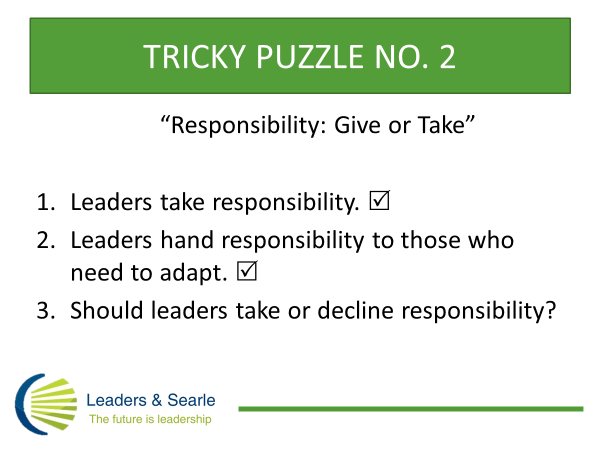 TRICKY PUZZLE NO. 2
“Responsibility: Give or Take”
1. Leaders take responsibility. ☑
2. Leaders hand responsibility to those who
need to adapt. ☑
3. Should leaders take or decline responsibility?
Leaders & Searle
The future is leadership